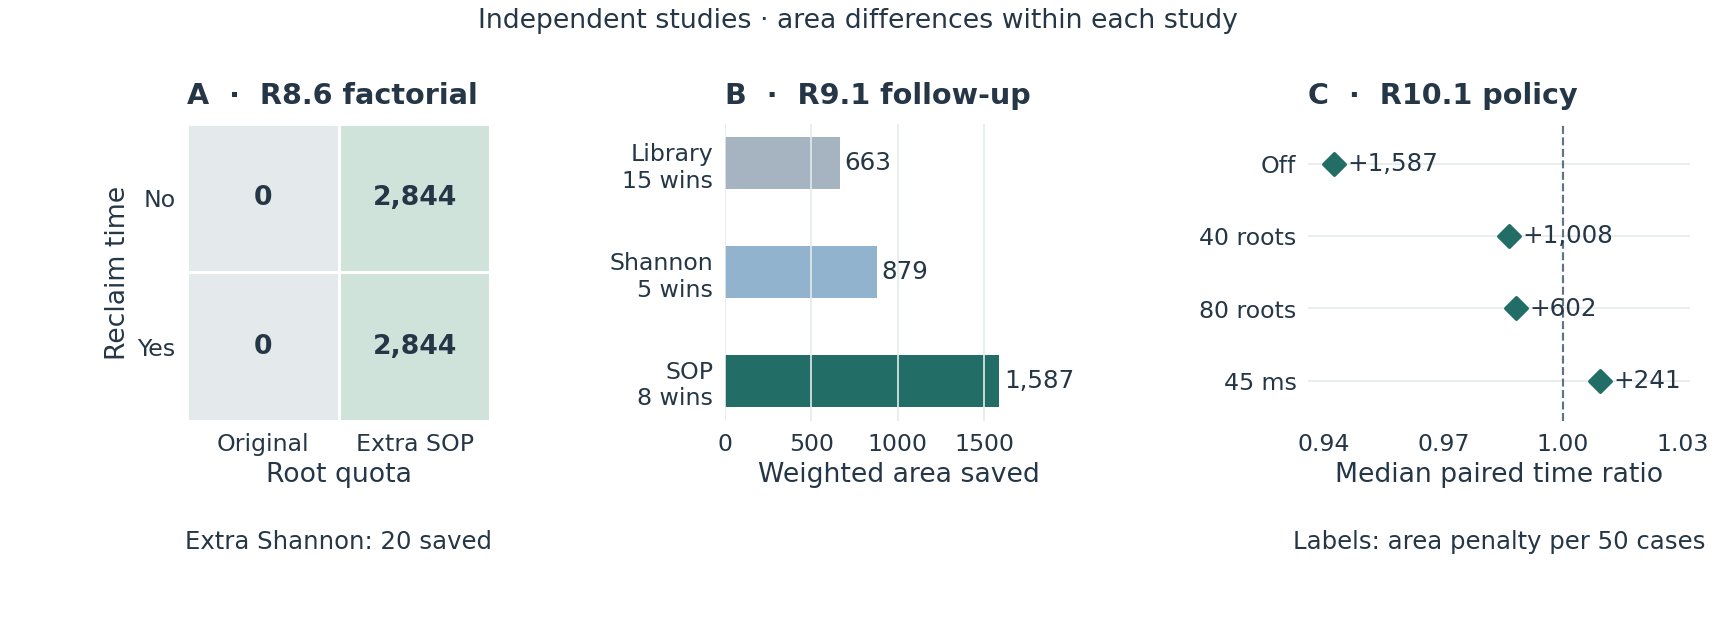 Independent studies · area differences within each study
A · R8.6 factorial
Reclaim time
No
Yes
0
2,844
0
2,844
Original
Extra SOP
Root quota
Extra Shannon: 20 saved
B · R9.1 follow-up
Library
15 wins
663
Shannon
5 wins
879
SOP
8 wins
1,587
0
500
1000
1500
Weighted area saved
C · R10.1 policy
Off
+1,587
40 roots
+1,008
80 roots
+602
45 ms
+241
0.94
0.97
1.00
1.03
Median paired time ratio
Labels: area penalty per 50 cases